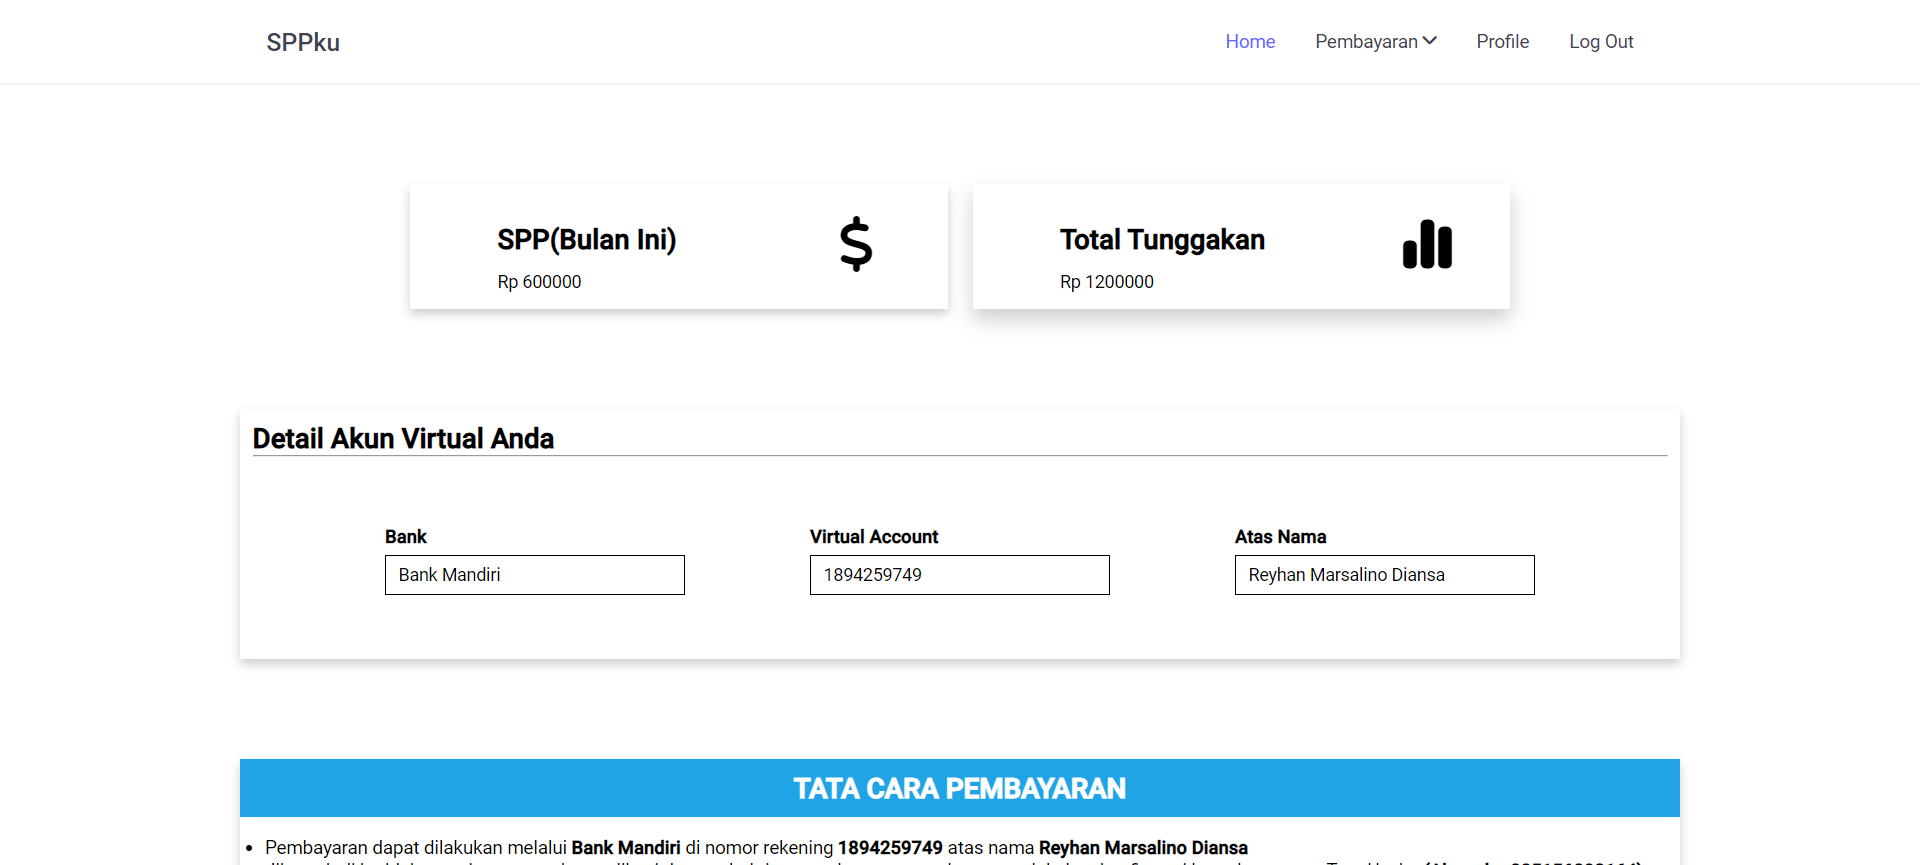 SPPku
Home Pembayaran Profile Log Out
SPP(Bulan Ini)
Rp 600000
Total Tunggakan
Rp 1200000
Detail Akun Virtual Anda
Bank
Bank Mandiri
Virtual Account
1894259749
Atas Nama
Reyhan Marsalino Diansa
TATA CARA PEMBAYARAN
• Pembayaran dapat dilakukan melalui Bank Mandiri di nomor rekening 1894259749 atas nama Reyhan Marsalino Diansa